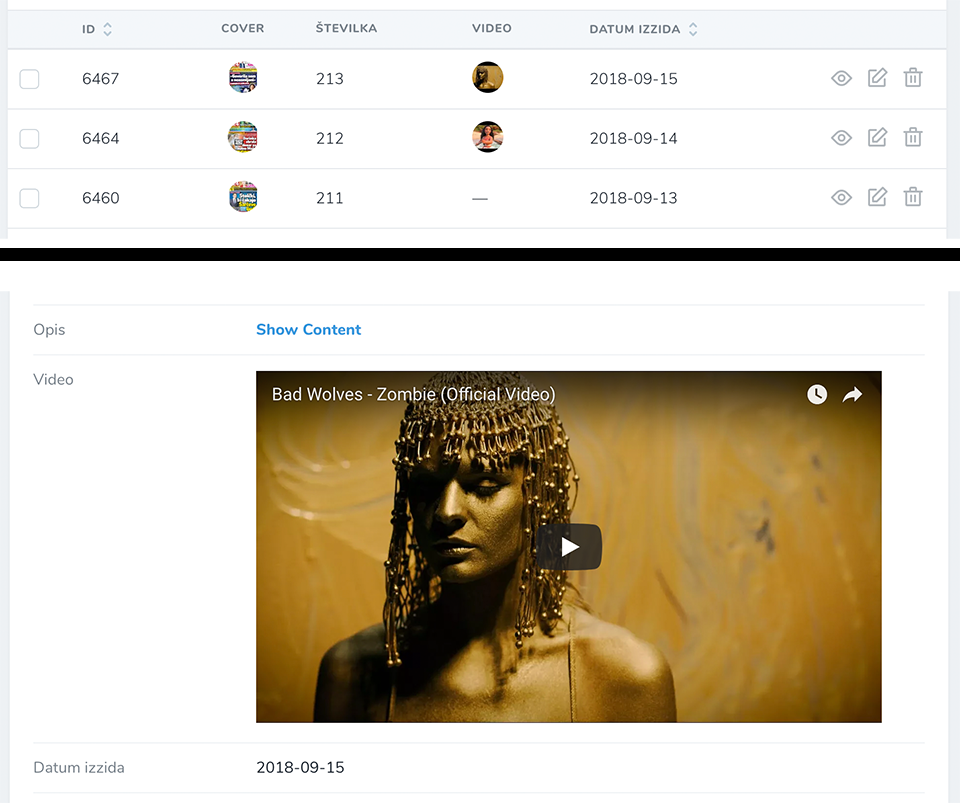 ID COVER ŠTEVILKA VIDEO DATUM IZZIDA
6467 213 2018-09-15
6464 212 2018-09-14
6460 211 — 2018-09-13
Opis Show Content
Video
Bad Wolves - Zombie (Official Video)
Datum izzida 2018-09-15